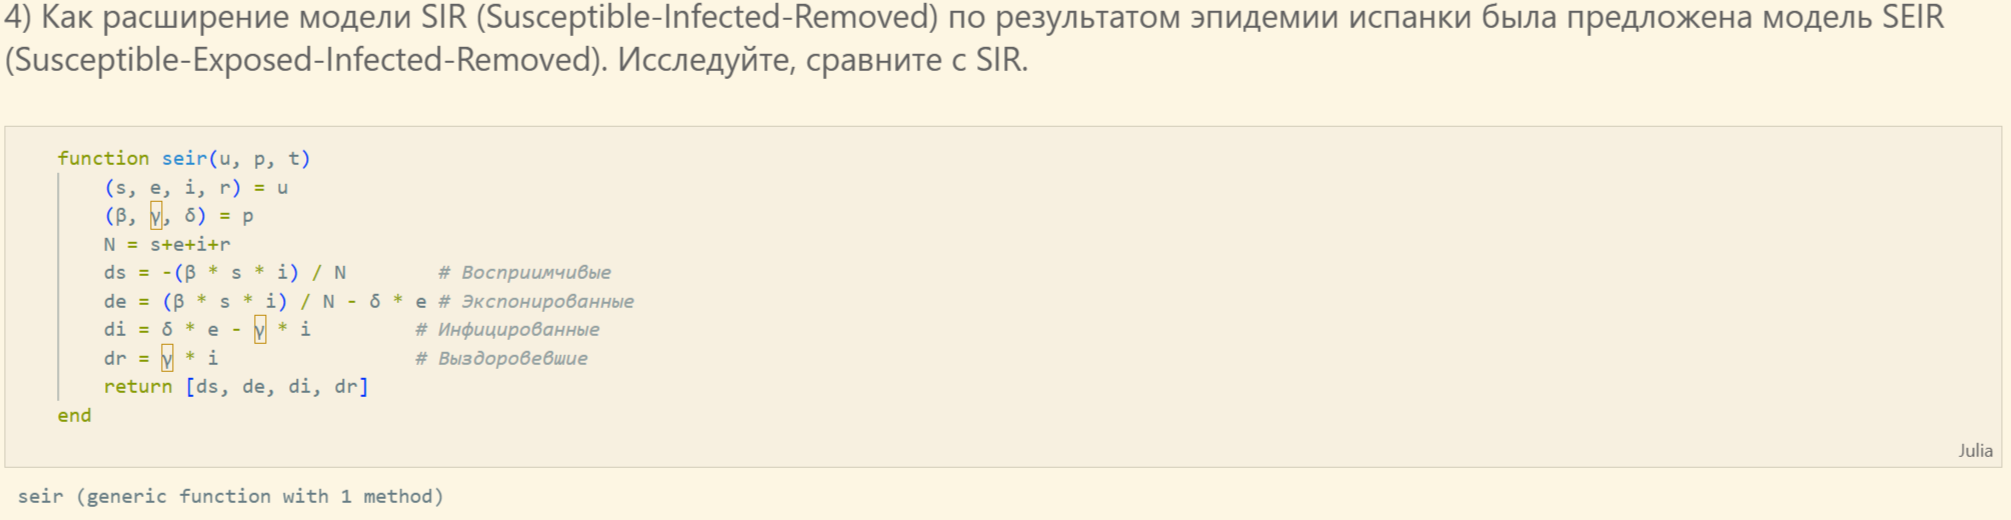 4) Как расширение модели SIR (Susceptible-Infected-Removed) по результатом эпидемии испанки была предложена модель SEIR
(Susceptible-Exposed-Infected-Removed). Исследуйте, сравните с SIR.
function seir(u, p, t)
(s, e, i, r) = u
(β, γ, δ) = p
N = s+e+i+r
ds = -(β * s * i) / N # Восприимчивые
de = (β * s * i) / N - δ * e # Экспонированные
di = δ * e - γ * i # Инфицированные
dr = γ * i # Выздоровевшие
return [ds, de, di, dr]
end
Julia
seir (generic function with 1 method)